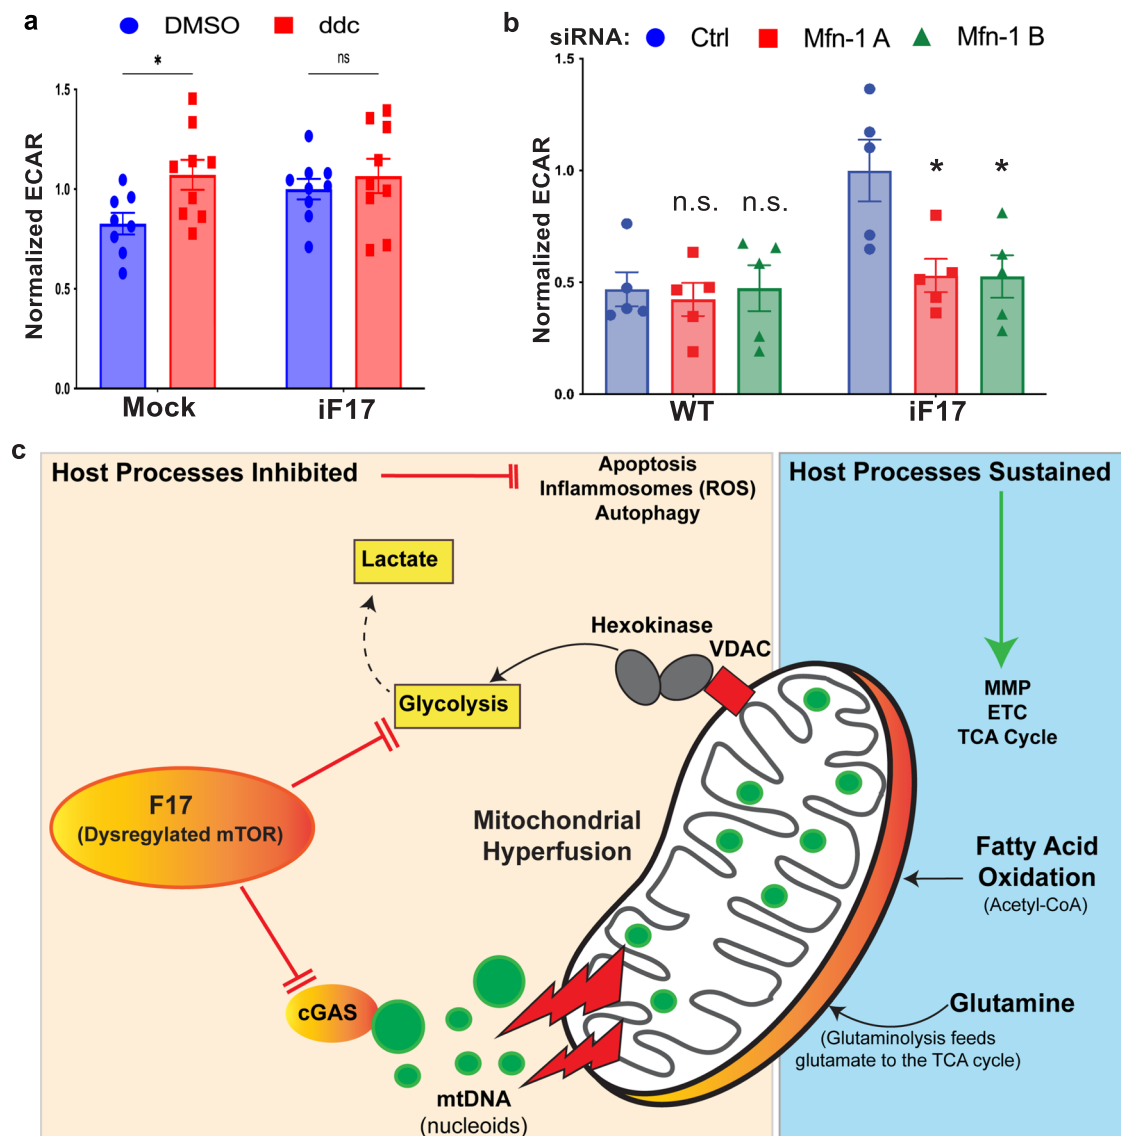 a
DMSO ddc
* ns
Normalized ECAR
1.5
1.0
0.5
0.0
Mock iF17
b
siRNA: Ctrl Mfn-1 A Mfn-1 B
Normalized ECAR
1.5
1.0
0.5
0.0
n.s. n.s. * *
WT iF17
c
Host Processes Inhibited
Apoptosis
Inflammosomes (ROS)
Autophagy
Host Processes Sustained
Lactate
Hexokinase
VDAC
Glycolysis
MMP
ETC
TCA Cycle
F17
(Dysregylated mTOR)
Mitochondrial
Hyperfusion
Fatty Acid
Oxidation
(Acetyl-CoA)
cGAS
Glutamine
(Glutaminolysis feeds
glutamate to the TCA cycle)
mtDNA
(nucleoids)